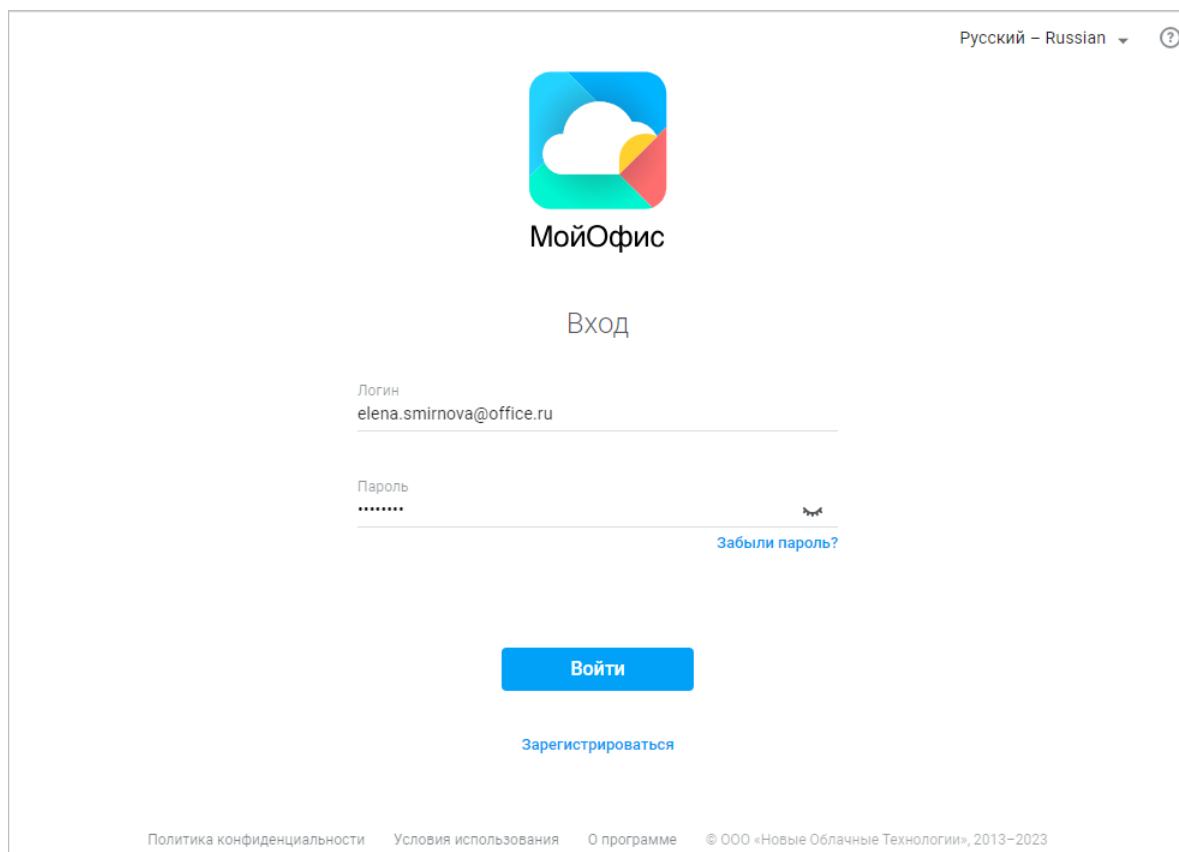 Русский – Russian
МойОфис
Вход
Логин
elena.smirnova@office.ru
Пароль
••••••••
Забыли пароль?
Войти
Зарегистрироваться
Политика конфиденциальности Условия использования О программе © ООО «Новые Облачные Технологии», 2013–2023